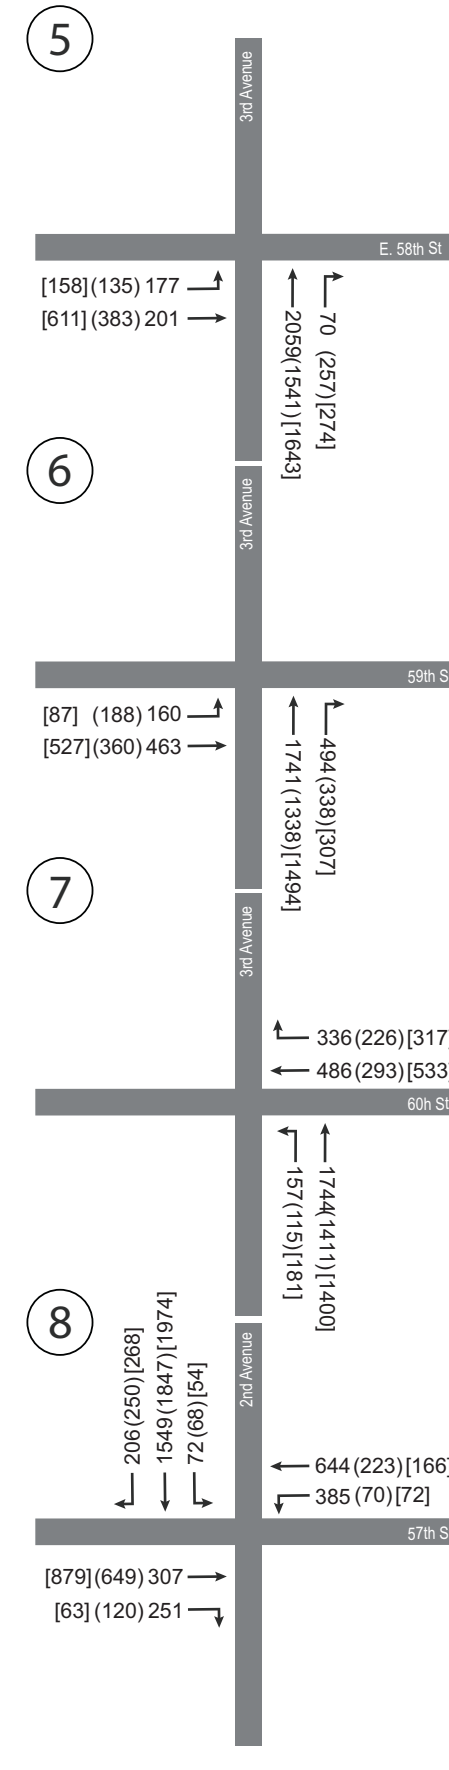 5
3rd Avenue
E. 58th St
[158] (135) 177
[611] (383) 201
2059(1541)[1643]
70 (257)[274]
6
3rd Avenue
59th S
[87] (188) 160
[527] (360) 463
1741(1338)[1494]
494(338)[307]
7
3rd Avenue
336(226)[317]
486(293)[533]
60h St
157(115)[181]
1744(1411)[1400]
8
206(250)[268]
1549(1847)[1974]
72(68)[54]
2nd Avenue
644(223)[166]
385(70)[72]
57th S
[879] (649) 307
[63] (120) 251